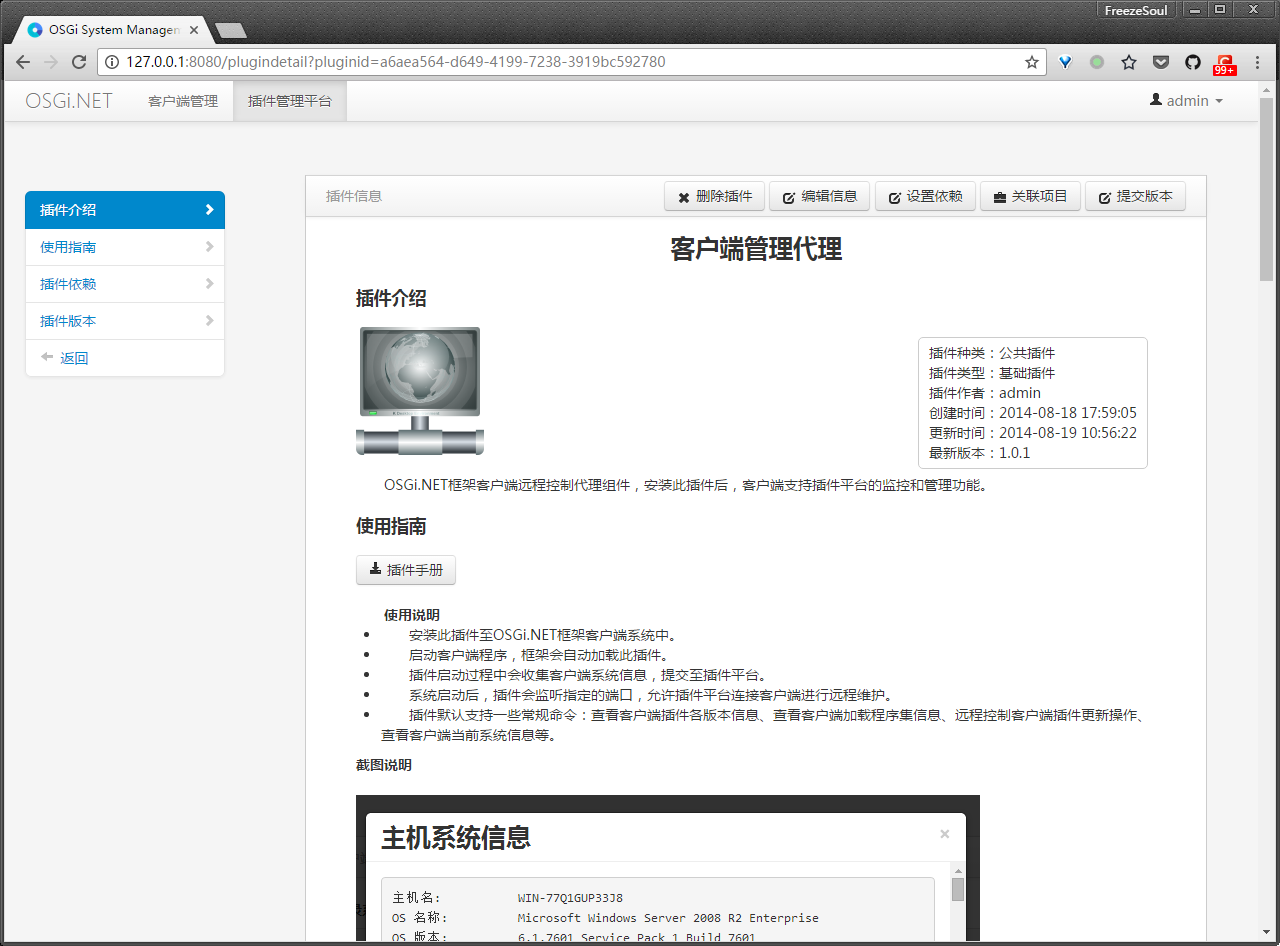 FreezeSoul
OSGi System Managen
127.0.0.1:8080/plugindetail?pluginid=a6aea564-d649-4199-7238-3919bc592780
99+
OSGi.NET 客户端管理 插件管理平台 admin
插件介绍
使用指南
插件依赖
插件版本
返回
插件信息 删除插件 编辑信息 设置依赖 关联项目 提交版本
客户端管理代理
插件介绍
插件种类：公共插件
插件类型：基础插件
插件作者：admin
创建时间：2014-08-18 17:59:05
更新时间：2014-08-19 10:56:22
最新版本：1.0.1
OSGi.NET框架客户端远程控制代理组件，安装此插件后，客户端支持插件平台的监控和管理功能。
使用指南
插件手册
使用说明
安装此插件至OSGi.NET框架客户端系统中。
启动客户端程序，框架会自动加载此插件。
插件启动过程中会收集客户端系统信息，提交至插件平台。
系统启动后，插件会监听指定的端口，允许插件平台连接客户端进行远程维护。
插件默认支持一些常规命令：查看客户端插件各版本信息、查看客户端加载程序集信息、远程控制客户端插件更新操作、
查看客户端当前系统信息等。
截图说明
主机系统信息 ×
主机名: WIN-77Q1GUP33J8
OS 名称: Microsoft Windows Server 2008 R2 Enterprise
OS 版本: 6.1.7601 Service Pack 1 Build 7601